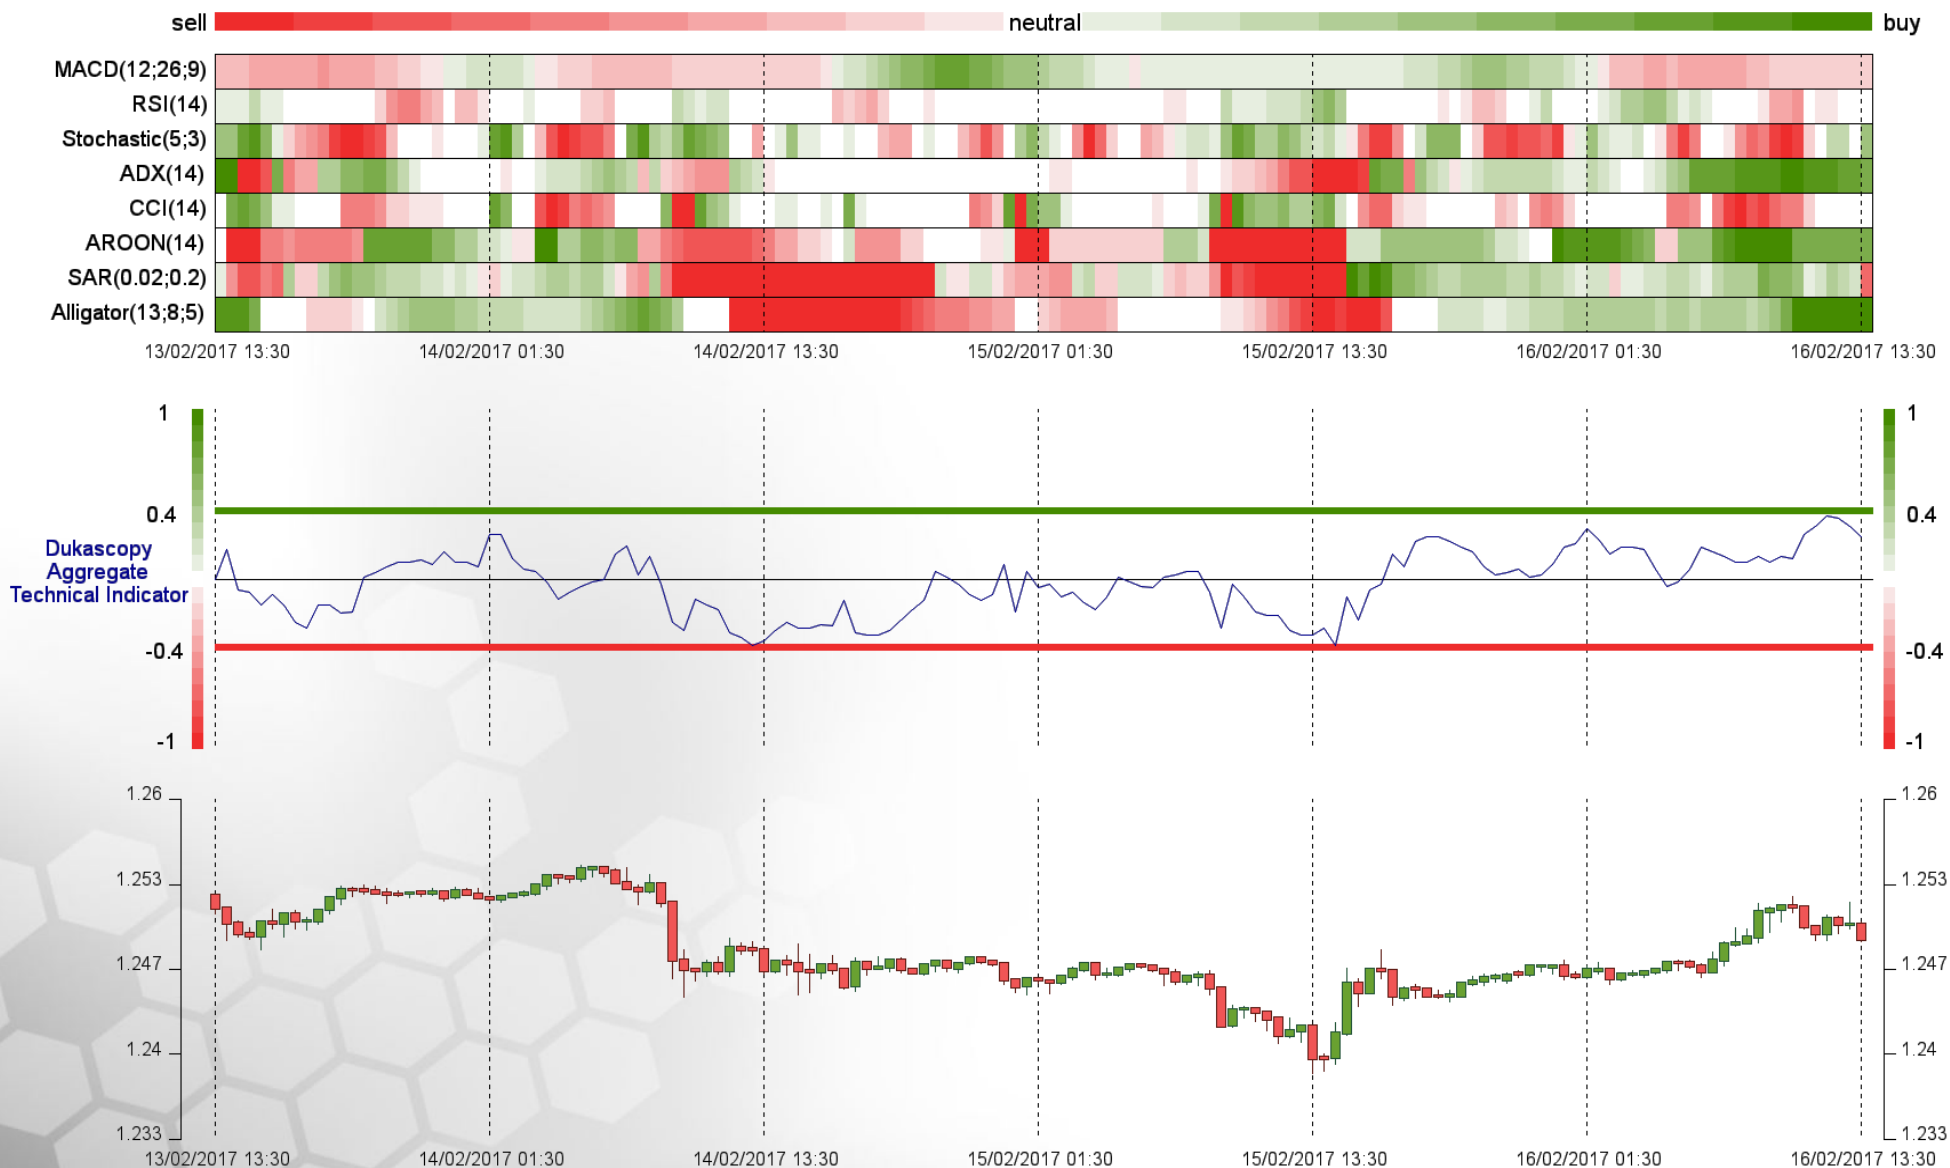 sell neutral buy
MACD(12;26;9)
RSI(14)
Stochastic(5;3)
ADX(14)
CCI(14)
AROON(14)
SAR(0.02;0.2)
Alligator(13;8;5)
13/02/2017 13:30 14/02/2017 01:30 14/02/2017 13:30 15/02/2017 01:30 15/02/2017 13:30 16/02/2017 01:30 16/02/2017 13:30
1 1
0.4 0.4
Dukascopy
Aggregate
Technical Indicator
-0.4 -0.4
-1 -1
1.26 1.26
1.253 1.253
1.247 1.247
1.24 1.24
1.233 1.233
13/02/2017 13:30 14/02/2017 01:30 14/02/2017 13:30 15/02/2017 01:30 15/02/2017 13:30 16/02/2017 01:30 16/02/2017 13:30